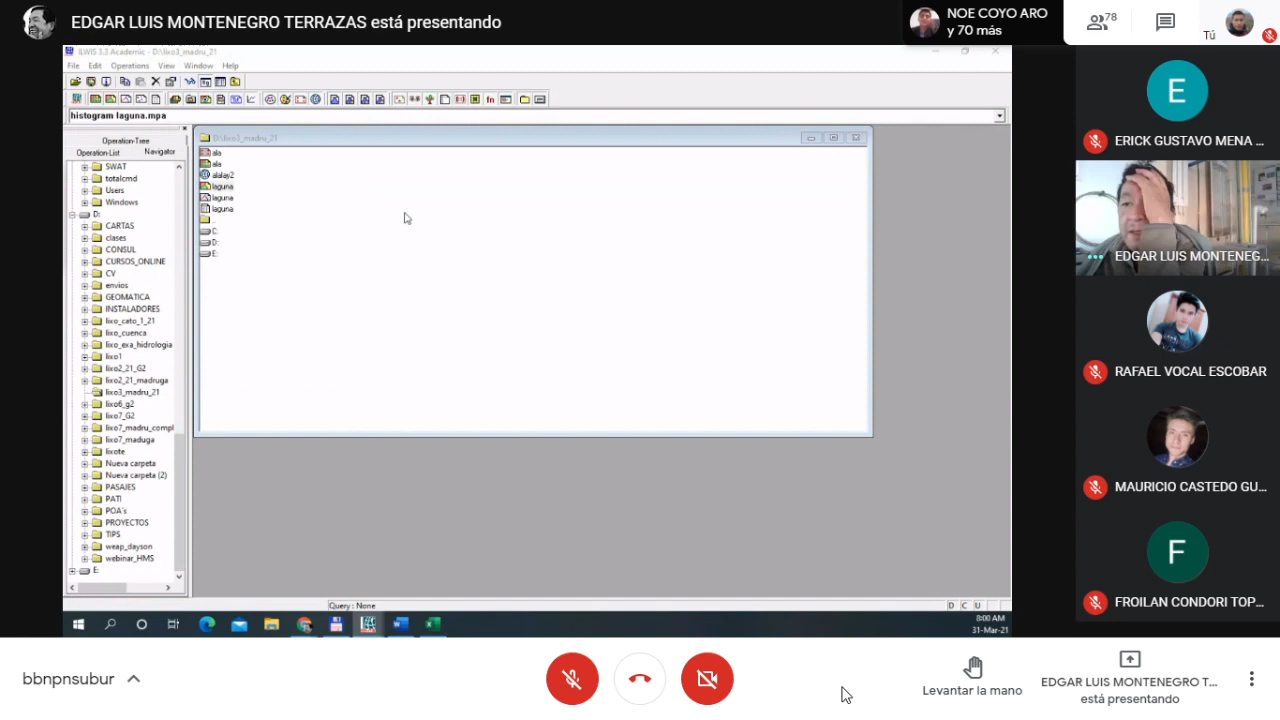 EDGAR LUIS MONTENEGRO TERRAZAS está presentando
NOE COYO ARO
y 70 más
78
Tú
ILWIS 3.3 Academic - D:\lixo3_madru_21
File Edit Operations View Window Help
histogram laguna.mpa
Operation-Tree
Operation-List
Navigator
SWAT
totalcmd
Users
Windows
D:
CARTAS
clases
CONSUL
CURSOS_ONLINE
CV
envios
GEOMATICA
INSTALADORES
lixo_cato_1_21
lixo_cuenca
lixo_exa_hidrologia
lixo1
lixo2_21_G2
lixo2_21_madruga
lixo3_madru_21
lixo6_g2
lixo7_G2
lixo7_madru_compl
lixo7_maduga
lixote
Nueva carpeta
Nueva carpeta (2)
PASAJES
PATI
POA's
PROYECTOS
TIPS
weap_dayson
webinar_HMS
E:
D:\lixo3_madru_21
ala
ala
alalay2
laguna
laguna
laguna
..
C:
D:
E:
Query : None
D C U
8:00 AM
31-Mar-21
E
ERICK GUSTAVO MENA ...
EDGAR LUIS MONTENEG...
RAFAEL VOCAL ESCOBAR
MAURICIO CASTEDO GU...
F
FROILAN CONDORI TOP...
bbnpnsubur
Levantar la mano
EDGAR LUIS MONTENEGRO T...
está presentando